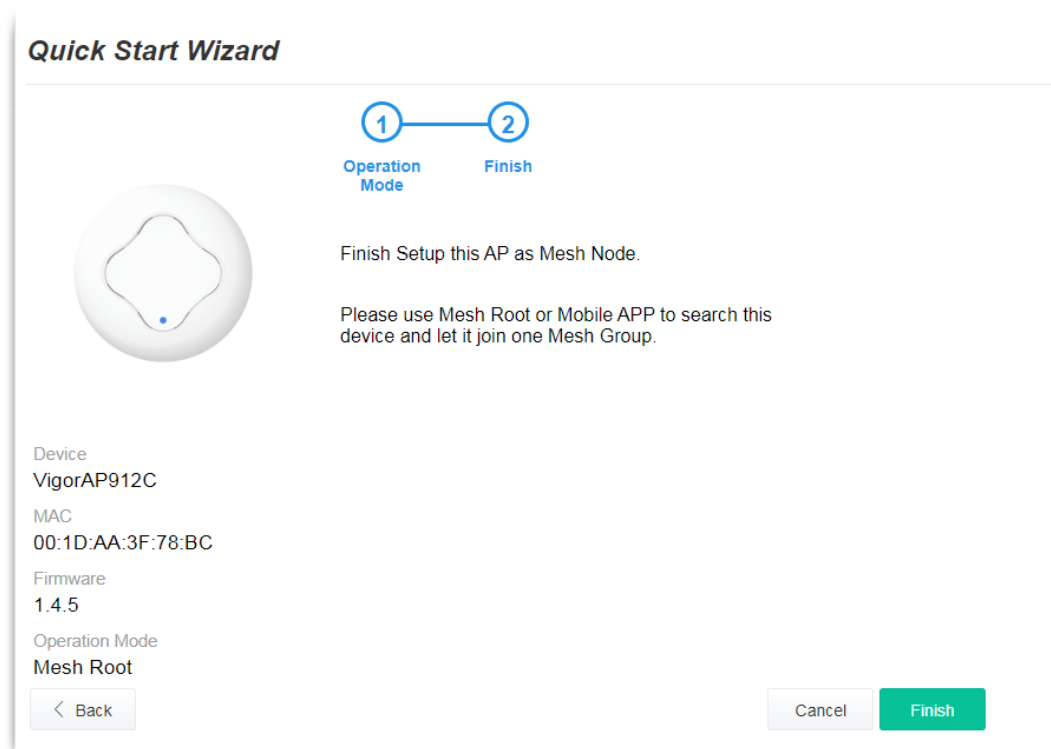 Quick Start Wizard
1
2
Operation
Mode
Finish
Finish Setup this AP as Mesh Node.
Please use Mesh Root or Mobile APP to search this
device and let it join one Mesh Group.
Device
VigorAP912C
MAC
00:1D:AA:3F:78:BC
Firmware
1.4.5
Operation Mode
Mesh Root
Back
Cancel
Finish